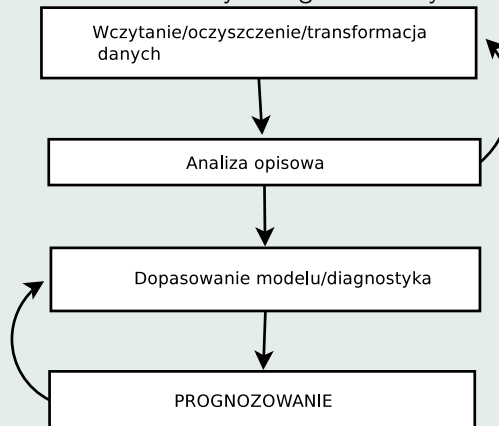 Wczytanie/oczyszczenie/transformacja
danych
Analiza opisowa
Dopasowanie modelu/diagnostyka
PROGNOZOWANIE